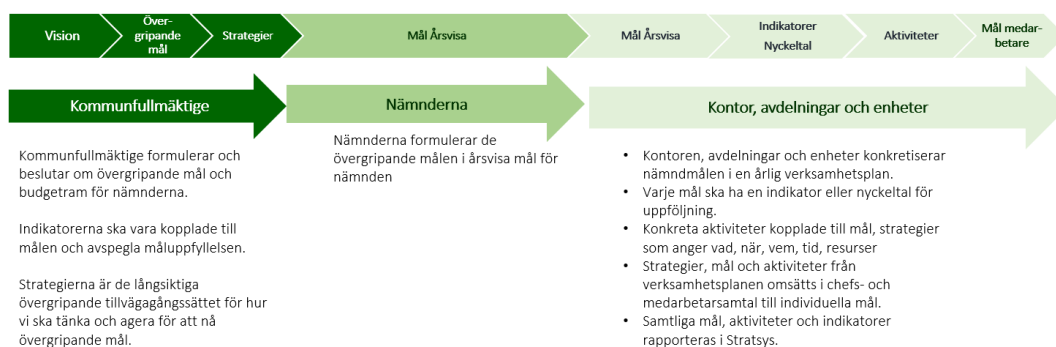 Vision
Över-
gripande
mål
Strategier
Mål Årsvisa
Mål Årsvisa
Indikatorer
Nyckeltal
Aktiviteter
Mål medar-
betare
Kommunfullmäktige
Nämnderna
Kontor, avdelningar och enheter
Kommunfullmäktige formulerar och
beslutar om övergripande mål och
budgetram för nämnderna.
Indikatorerna ska vara kopplade till
målen och avspegla måluppfyllelsen.
Strategierna är de långsiktiga
övergripande tillvägagångssättet för hur
vi ska tänka och agera för att nå
övergripande mål.
Nämnderna formulerar de
övergripande målen i årsvisa mål för
nämnden
• Kontoren, avdelningar och enheter konkretiserar
nämndmålen i en årlig verksamhetsplan.
• Varje mål ska ha en indikator eller nyckeltal för
uppföljning.
• Konkreta aktiviteter kopplade till mål, strategier
som anger vad, när, vem, tid, resurser
• Strategier, mål och aktiviteter från
verksamhetsplanen omsätts i chefs- och
medarbetarsamtal till individuella mål.
• Samtliga mål, aktiviteter och indikatorer
rapporteras i Stratsys.